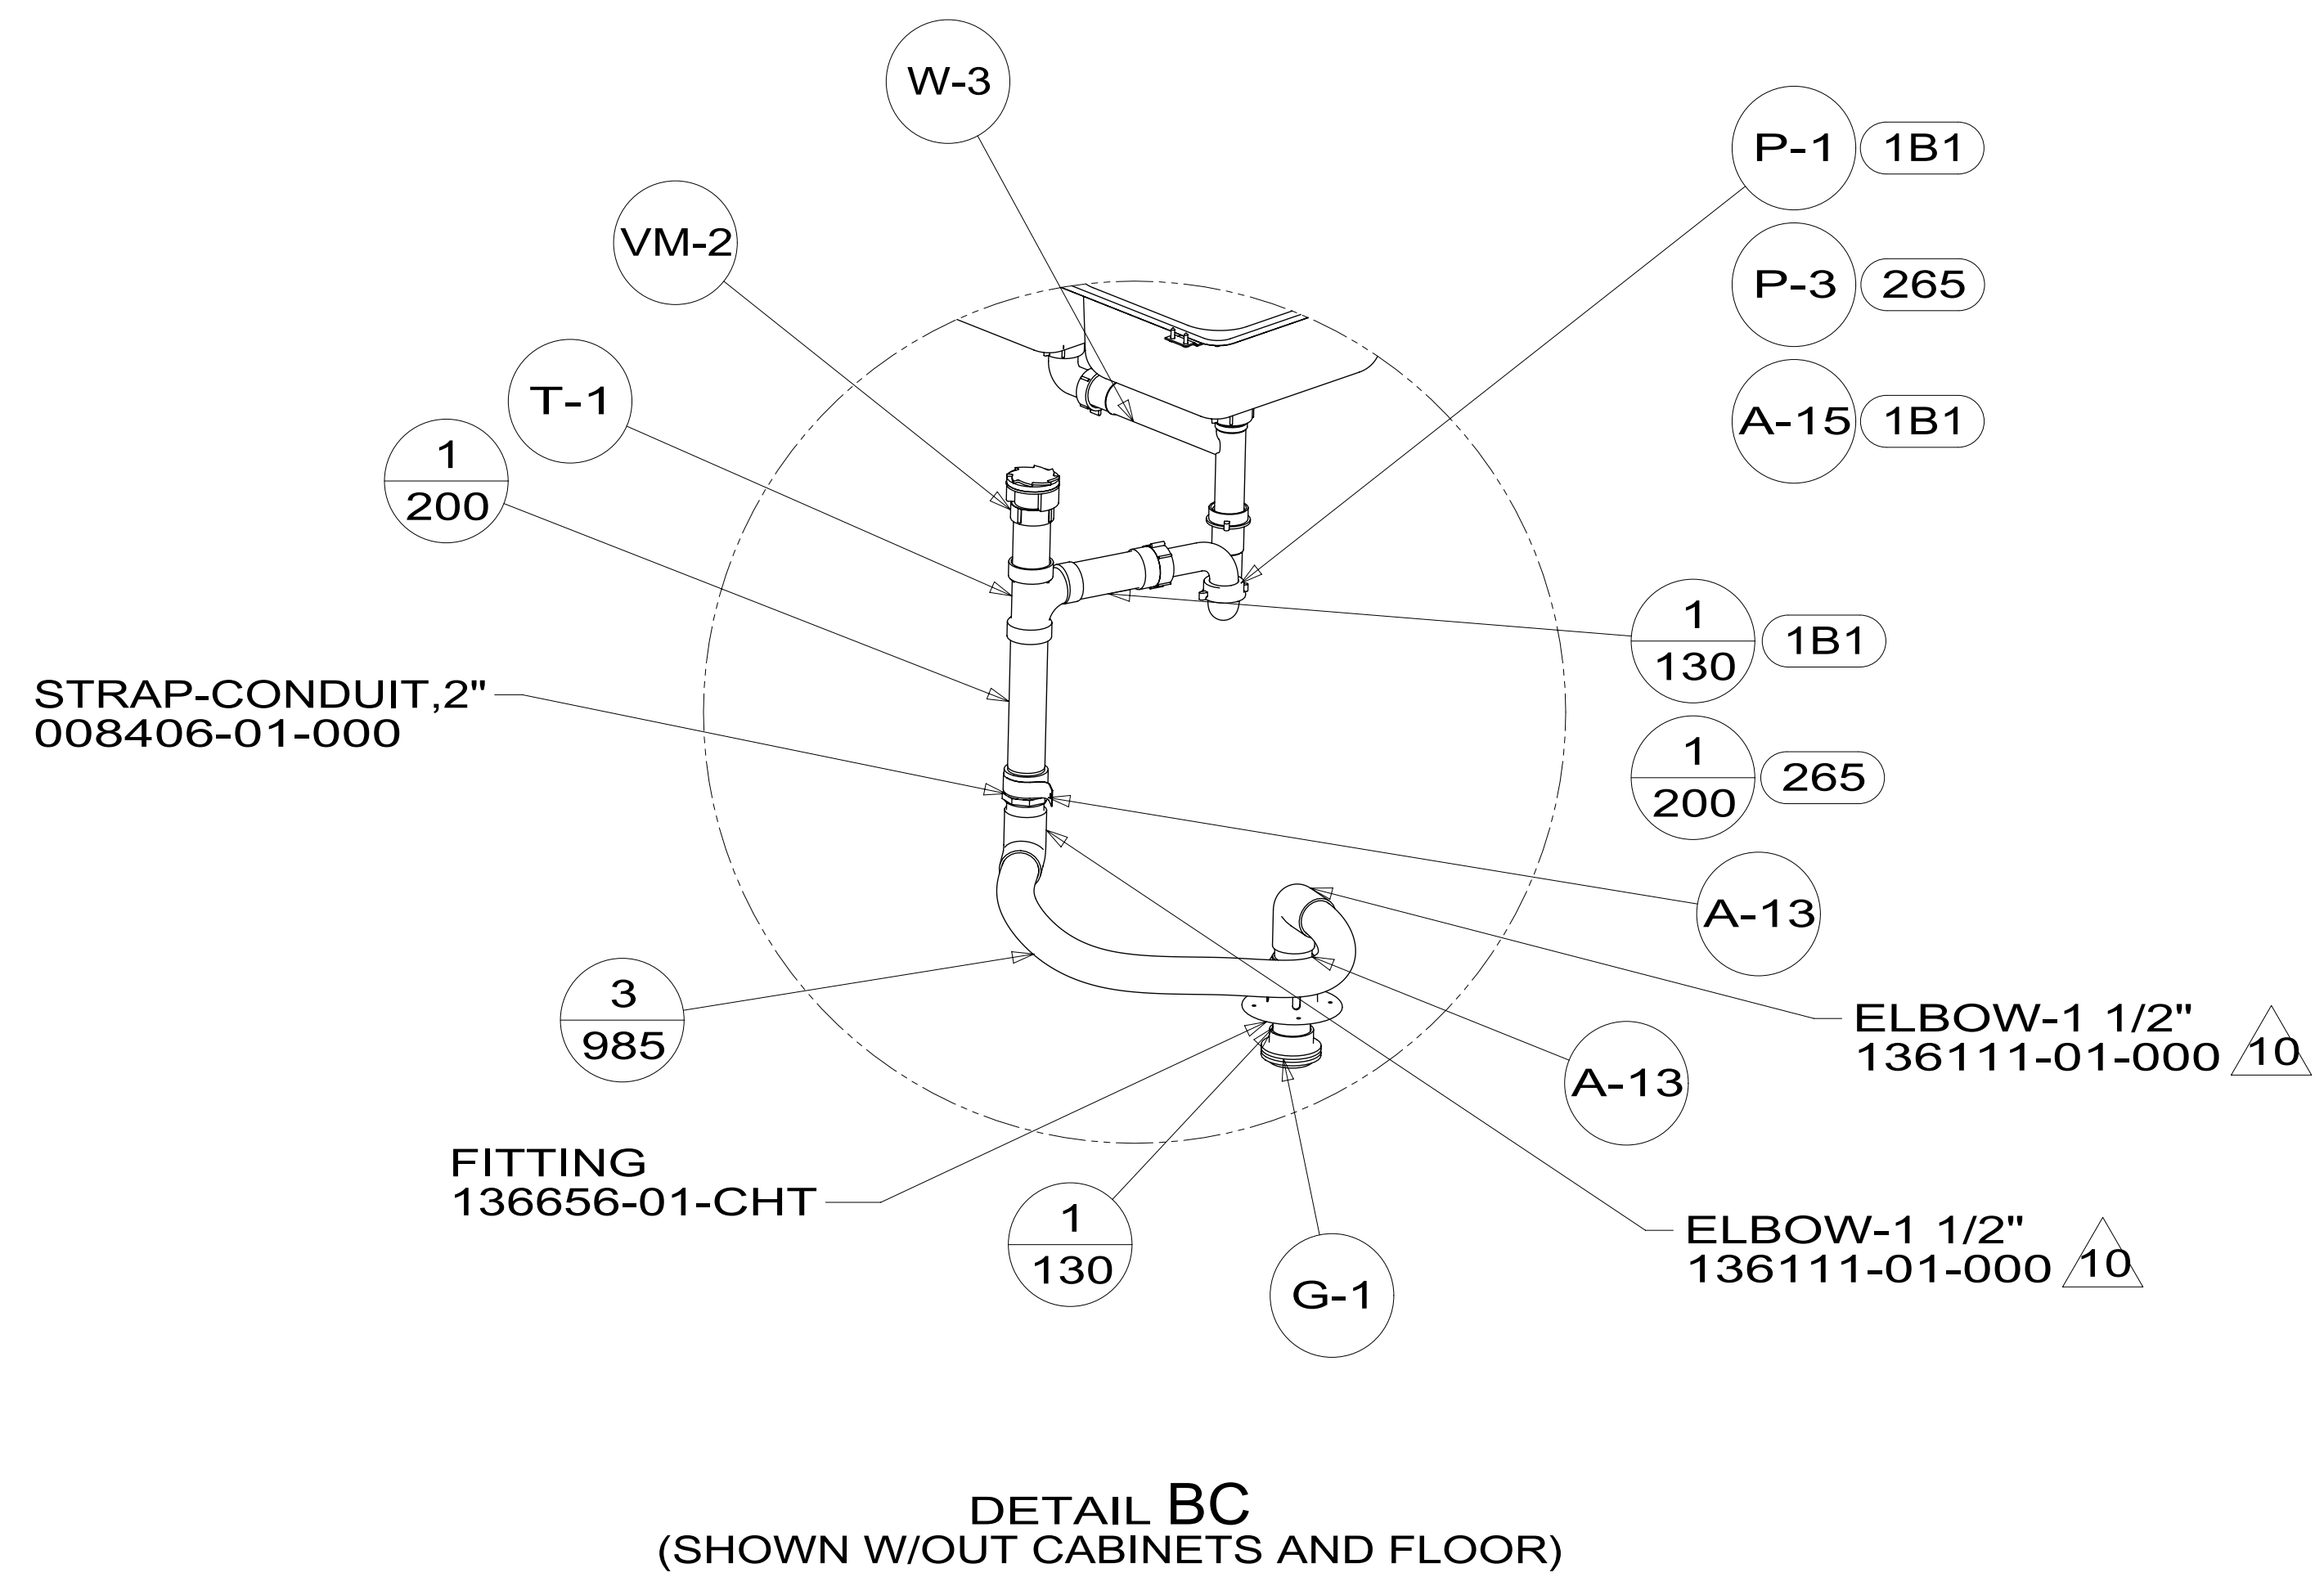 W-3
P-1 1B1
VM-2
P-3 265
T-1
A-15 1B1
1
200
1
130
1B1
STRAP-CONDUIT,2"
008406-01-000
1
200
265
A-13
3
985
ELBOW-1 1/2"
136111-01-000 10
A-13
FITTING
136656-01-CHT
1
130
G-1
ELBOW-1 1/2"
136111-01-000 10
DETAIL BC
(SHOWN W/OUT CABINETS AND FLOOR)